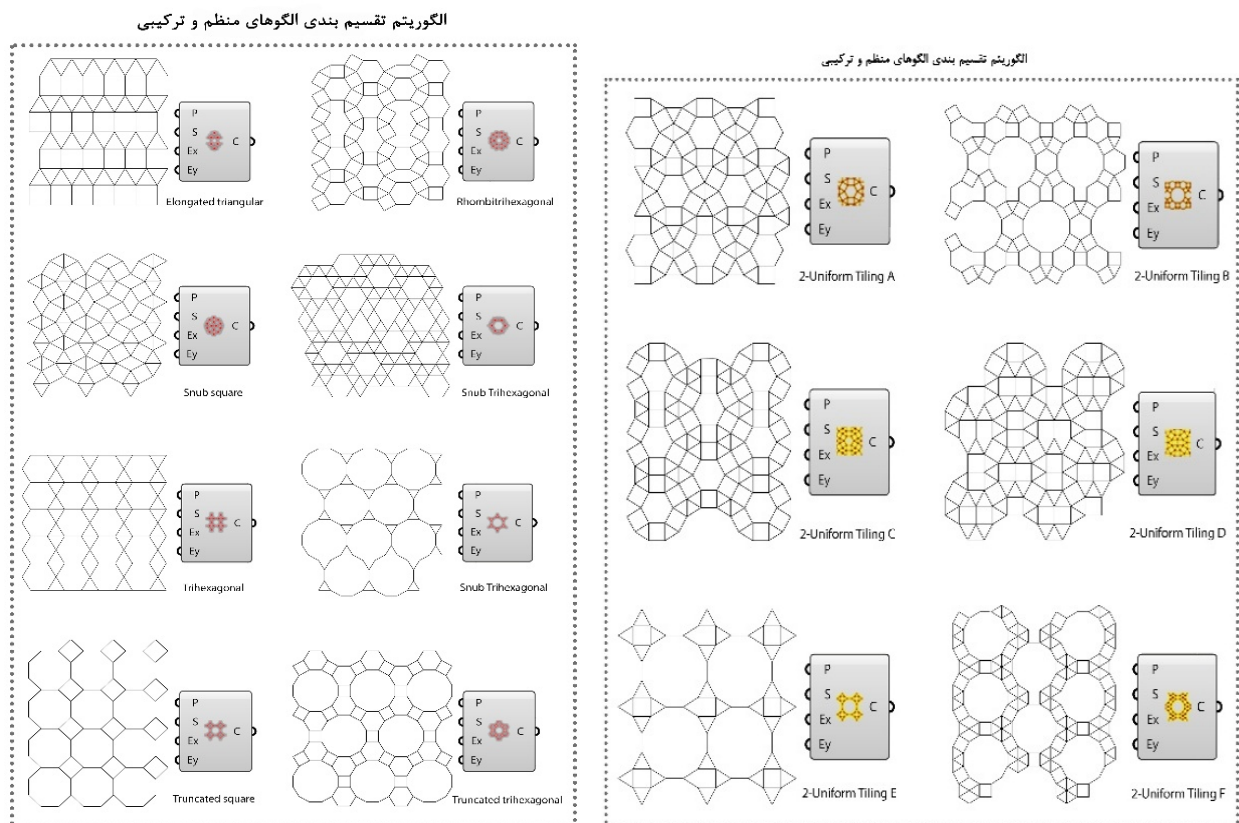 الگوریتم تقسیم بندی الگوهای منظم و ترکیبی
P
S
Ex
Ey
C
Elongated triangular
P
S
Ex
Ey
C
Rhombitrihexagonal
P
S
Ex
Ey
C
Snub square
P
S
Ex
Ey
C
Snub Trihexagonal
P
S
Ex
Ey
C
Trihexagonal
P
S
Ex
Ey
C
Snub Trihexagonal
P
S
Ex
Ey
C
Truncated square
P
S
Ex
Ey
C
Truncated trihexagonal
الگوریتم تقسیم بندی الگوهای منظم و ترکیبی
P
S
Ex
Ey
C
2-Uniform Tiling A
P
S
Ex
Ey
C
2-Uniform Tiling B
P
S
Ex
Ey
C
2-Uniform Tiling C
P
S
Ex
Ey
C
2-Uniform Tiling D
P
S
Ex
Ey
C
2-Uniform Tiling E
P
S
Ex
Ey
C
2-Uniform Tiling F